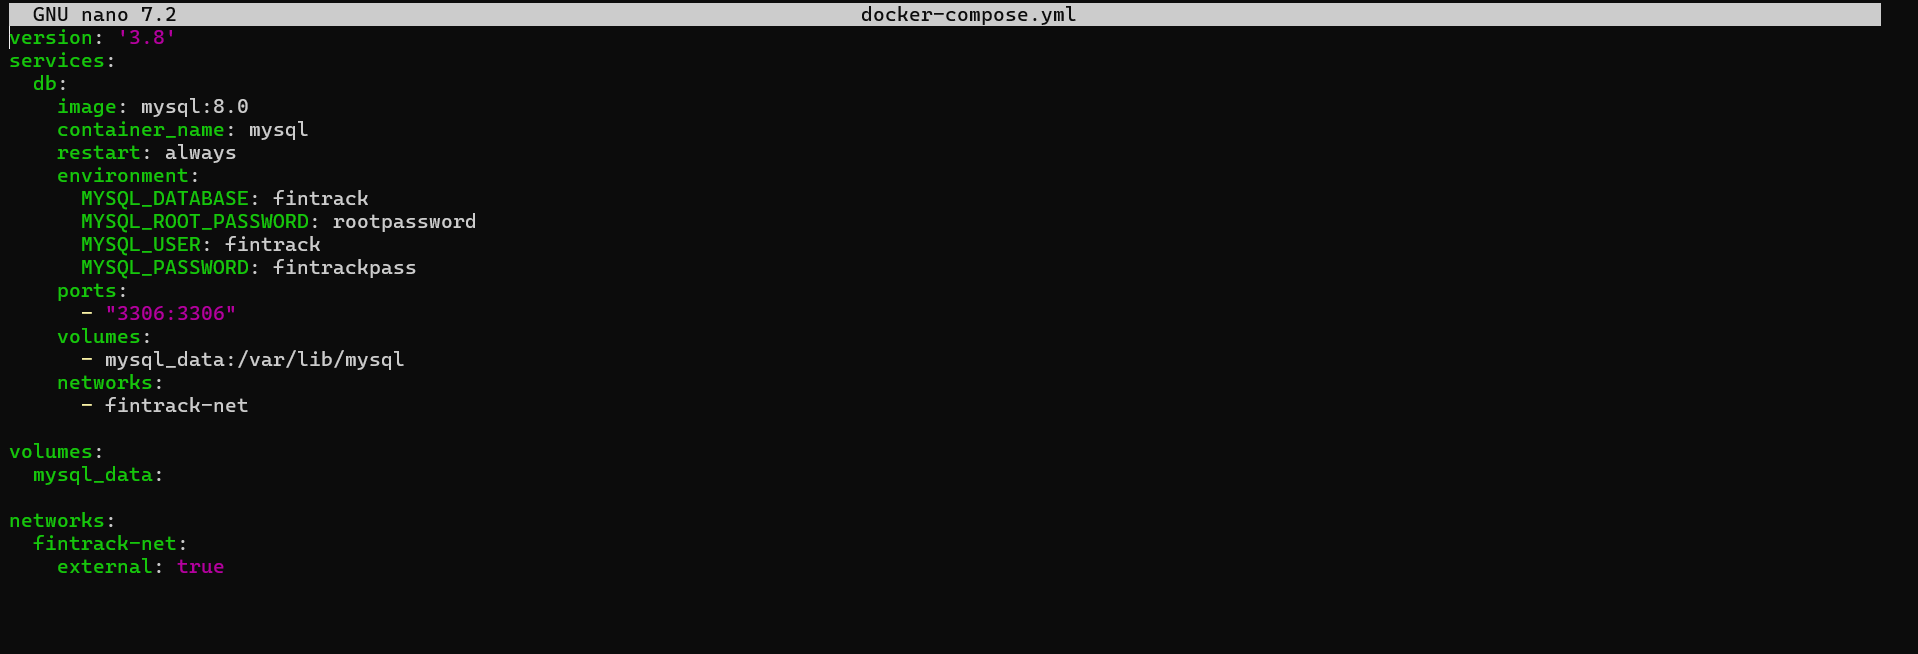 GNU nano 7.2 docker-compose.yml
version: '3.8'
services:
  db:
    image: mysql:8.0
    container_name: mysql
    restart: always
    environment:
      MYSQL_DATABASE: fintrack
      MYSQL_ROOT_PASSWORD: rootpassword
      MYSQL_USER: fintrack
      MYSQL_PASSWORD: fintrackpass
    ports:
      - "3306:3306"
    volumes:
      - mysql_data:/var/lib/mysql
    networks:
      - fintrack-net

volumes:
  mysql_data:

networks:
  fintrack-net:
    external: true